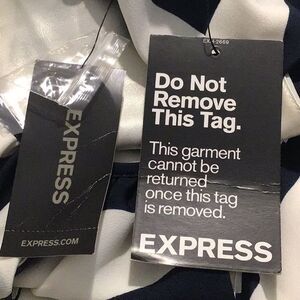 EXPRESS
EXPRESS.COM
Do Not
Remove
This Tag.
This garment
cannot be
returned
once this tag
is removed.
EXPRESS